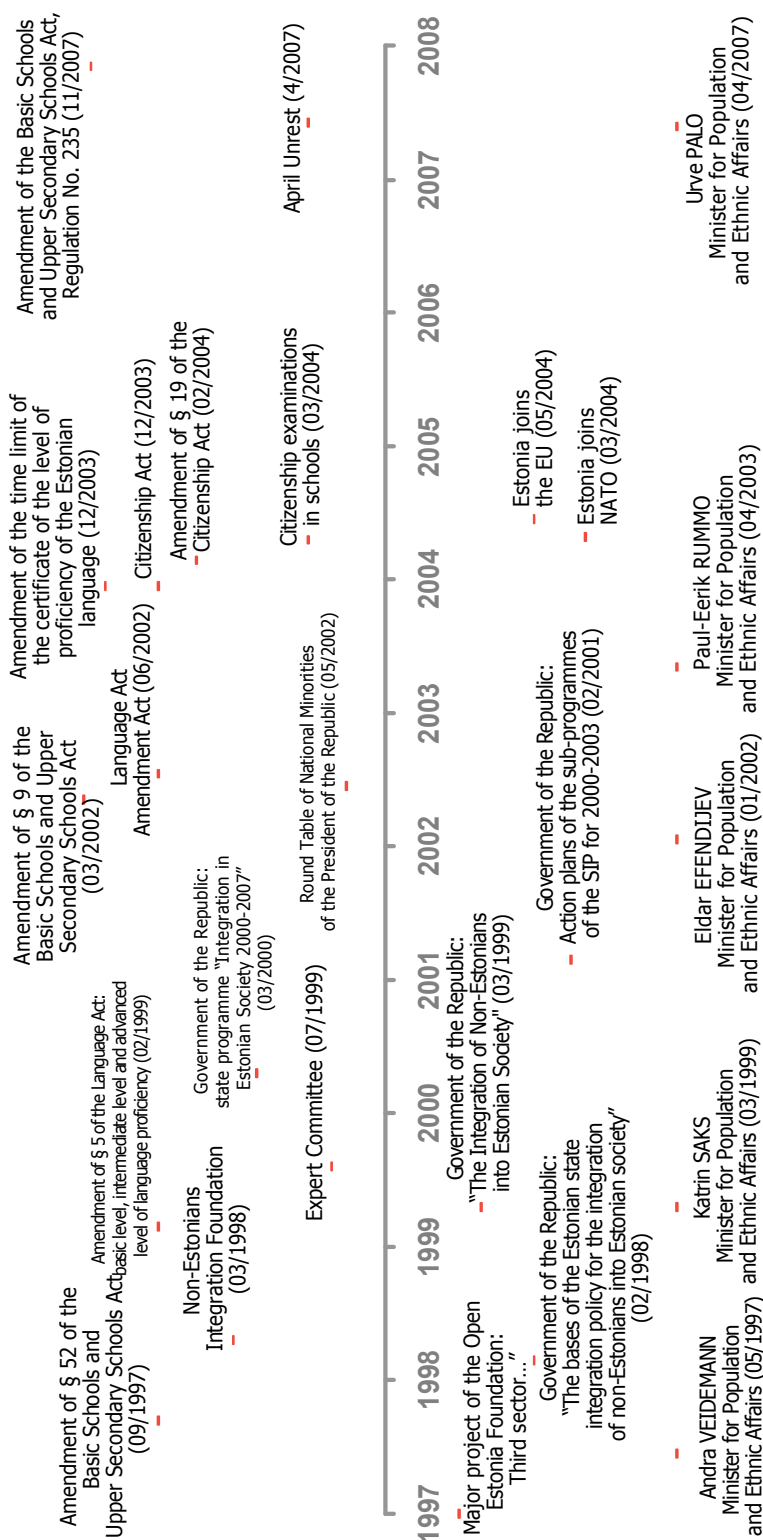 Amendment of § 52 of the
Basic Schools and
Upper Secondary Schools Act
(09/1997)
Amendment of § 5 of the Language Act:
basic level, intermediate level and advanced
level of language proficiency (02/1999)
Amendment of § 9 of the
Basic Schools and Upper
Secondary Schools Act
(03/2002)
Language Act
Amendment Act (06/2002)
Amendment of the time limit of
the certificate of the level of
proficiency of the Estonian
language (12/2003)
Citizenship Act (12/2003)
Amendment of § 19 of the
Citizenship Act (02/2004)
Amendment of the Basic Schools
and Upper Secondary Schools Act,
Regulation No. 235 (11/2007)
Non-Estonians
Integration Foundation
(03/1998)
Government of the Republic:
state programme “Integration in
Estonian Society 2000-2007”
(03/2000)
Expert Committee (07/1999)
Round Table of National Minorities
of the President of the Republic (05/2002)
Citizenship examinations
in schools (03/2004)
April Unrest (4/2007)
1997
1998
1999
2000
2001
2002
2003
2004
2005
2006
2007
2008
Major project of the Open
Estonia Foundation:
Third sector...”
Government of the Republic:
“The Integration of Non-Estonians
into Estonian Society" (03/1999)
Government of the Republic:
“The bases of the Estonian state
integration policy for the integration
of non-Estonians into Estonian society”
(02/1998)
Government of the Republic:
Action plans of the sub-programmes
of the SIP for 2000-2003 (02/2001)
Estonia joins
the EU (05/2004)
Estonia joins
NATO (03/2004)
Andra VEIDEMANN
Minister for Population
and Ethnic Affairs (05/1997)
Katrin SAKS
Minister for Population
and Ethnic Affairs (03/1999)
Eldar EFENDIJEV
Minister for Population
and Ethnic Affairs (01/2002)
Paul-Eerik RUMMO
Minister for Population
and Ethnic Affairs (04/2003)
Urve PALO
Minister for Population
and Ethnic Affairs (04/2007)